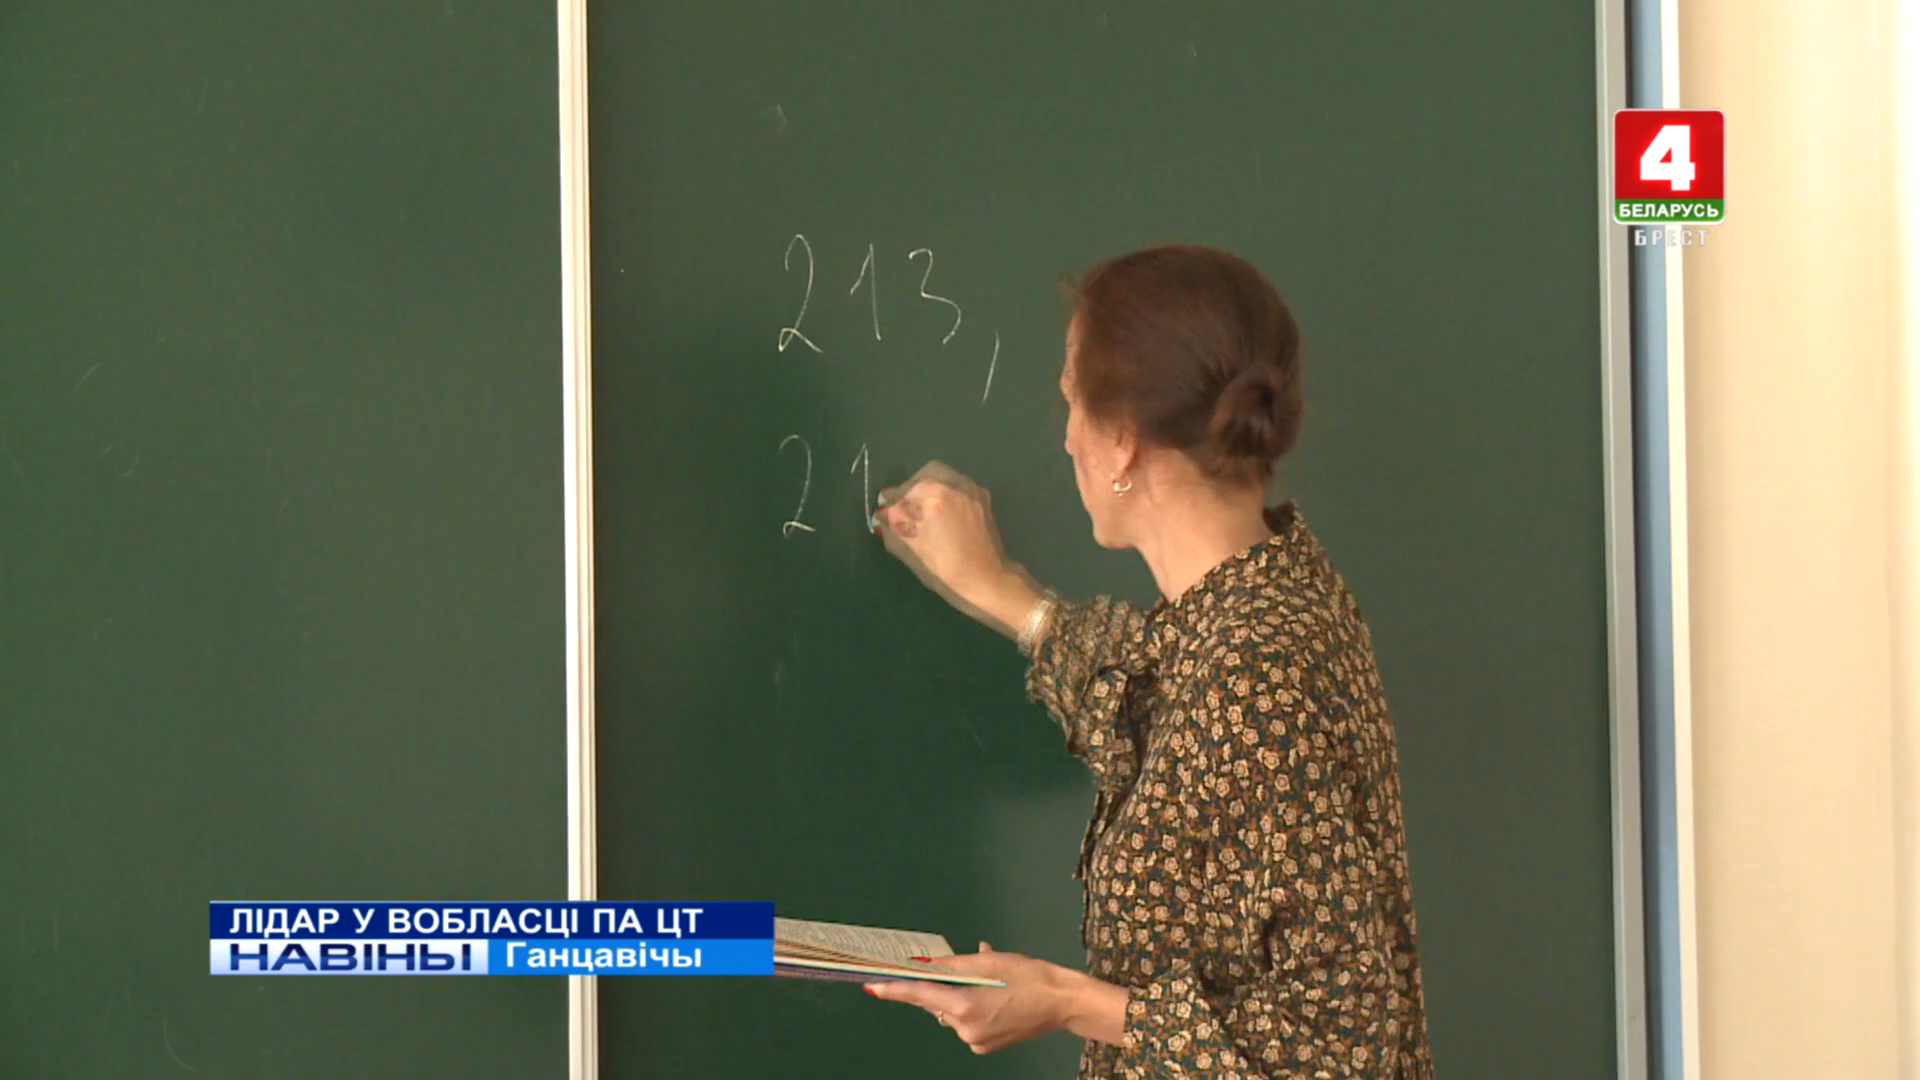 4
БЕЛАРУСЬ
БРЕСТ
213,
21
ЛІДАР У ВОБЛАСЦІ ПА ЦТ
НАВІНЫ Ганцавічы